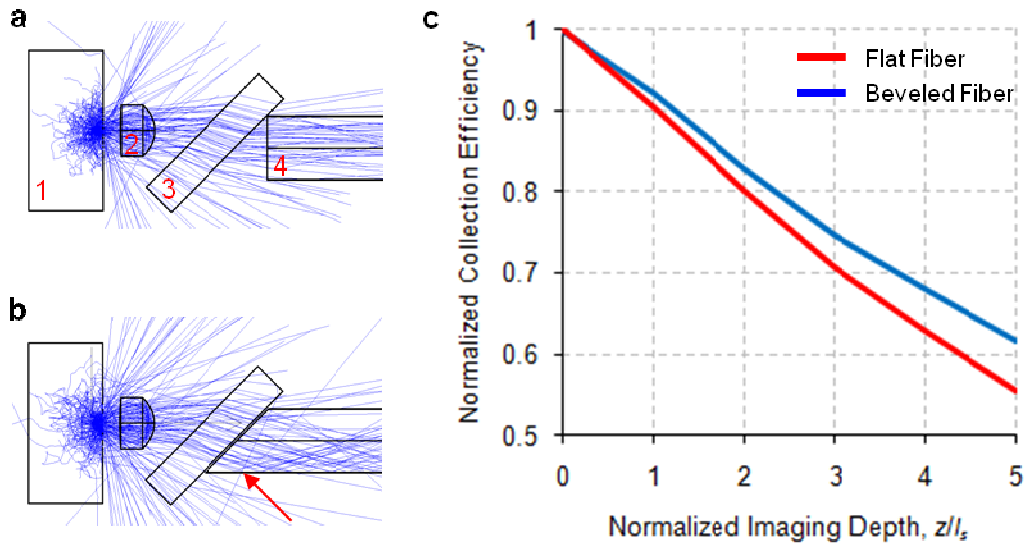 a
1
2
3
4
b
c
Normalized Collection Efficiency
1
0.9
0.8
0.7
0.6
0.5
Flat Fiber
Beveled Fiber
0 1 2 3 4 5
Normalized Imaging Depth, z/lₛ